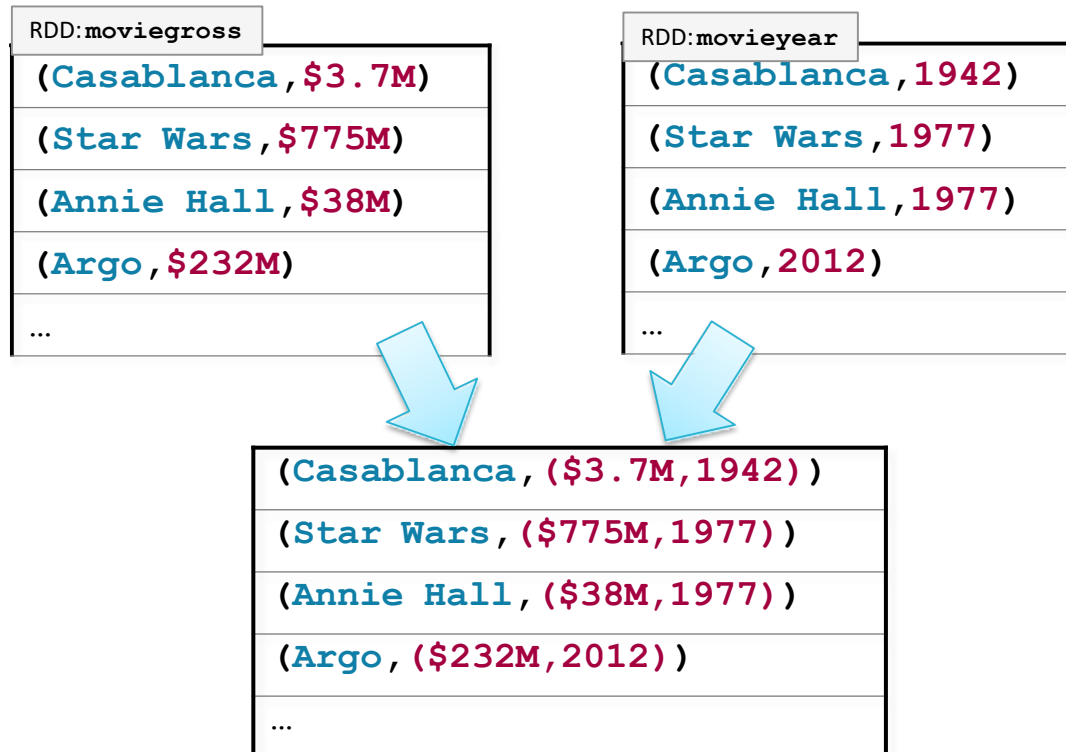 RDD:moviegross
(Casablanca,$3.7M)
(Star Wars,$775M)
(Annie Hall,$38M)
(Argo,$232M)
…
RDD:movieyear
(Casablanca,1942)
(Star Wars,1977)
(Annie Hall,1977)
(Argo,2012)
…
(Casablanca,($3.7M,1942))
(Star Wars,($775M,1977))
(Annie Hall,($38M,1977))
(Argo,($232M,2012))
…